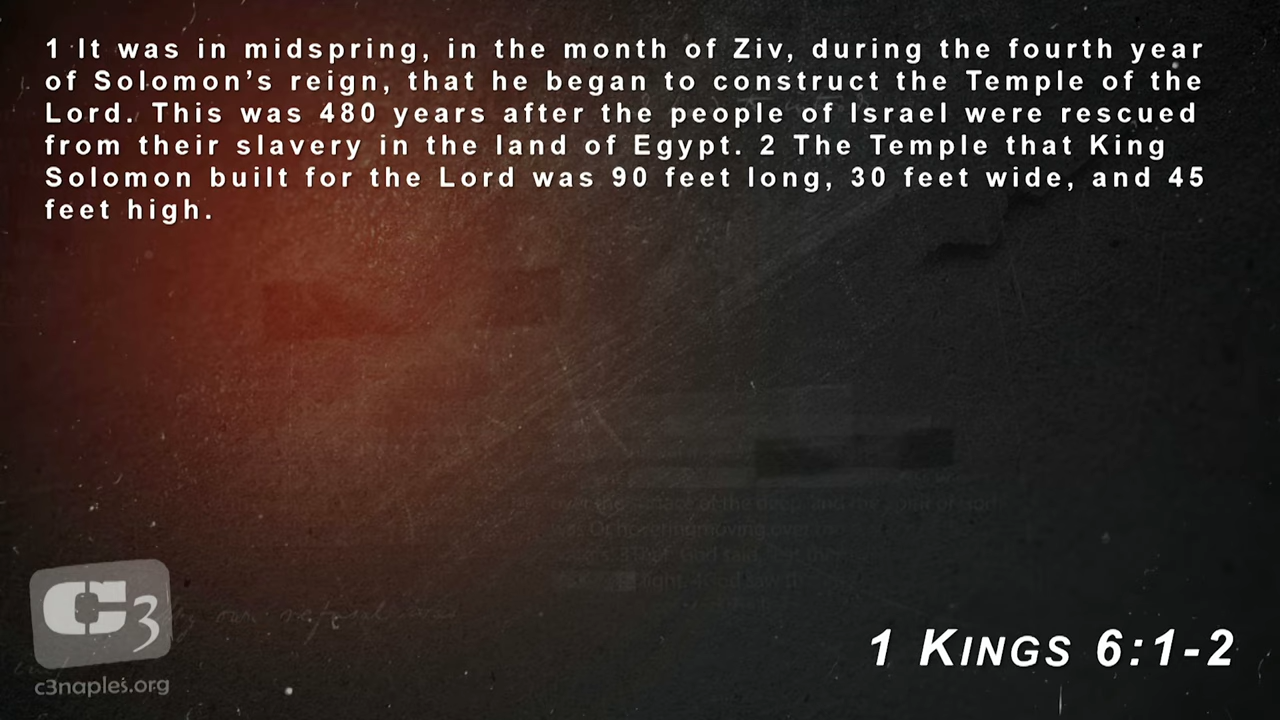 1 It was in midspring, in the month of Ziv, during the fourth year
of Solomon’s reign, that he began to construct the Temple of the
Lord. This was 480 years after the people of Israel were rescued
from their slavery in the land of Egypt. 2 The Temple that King
Solomon built for the Lord was 90 feet long, 30 feet wide, and 45
feet high.
C3
c3naples.org
1 KINGS 6:1-2